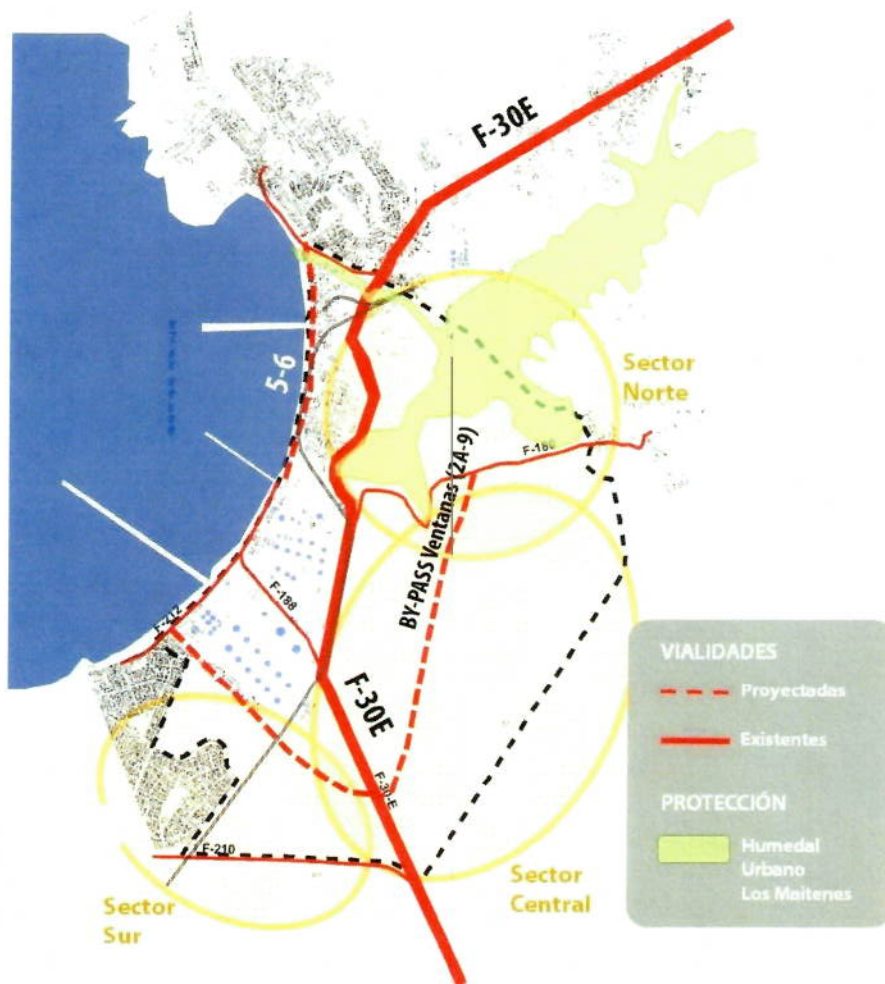 F-30E
5-6
Sector
Norte
F-180
BY-PASS Ventanas (2A-9)
F-188
F-212
F-30E
F-30-E
F-210
Sector
Central
Sector
Sur
VIALIDADES
Proyectadas
Existentes
PROTECCIÓN
Humedal
Urbano
Los Maitenes